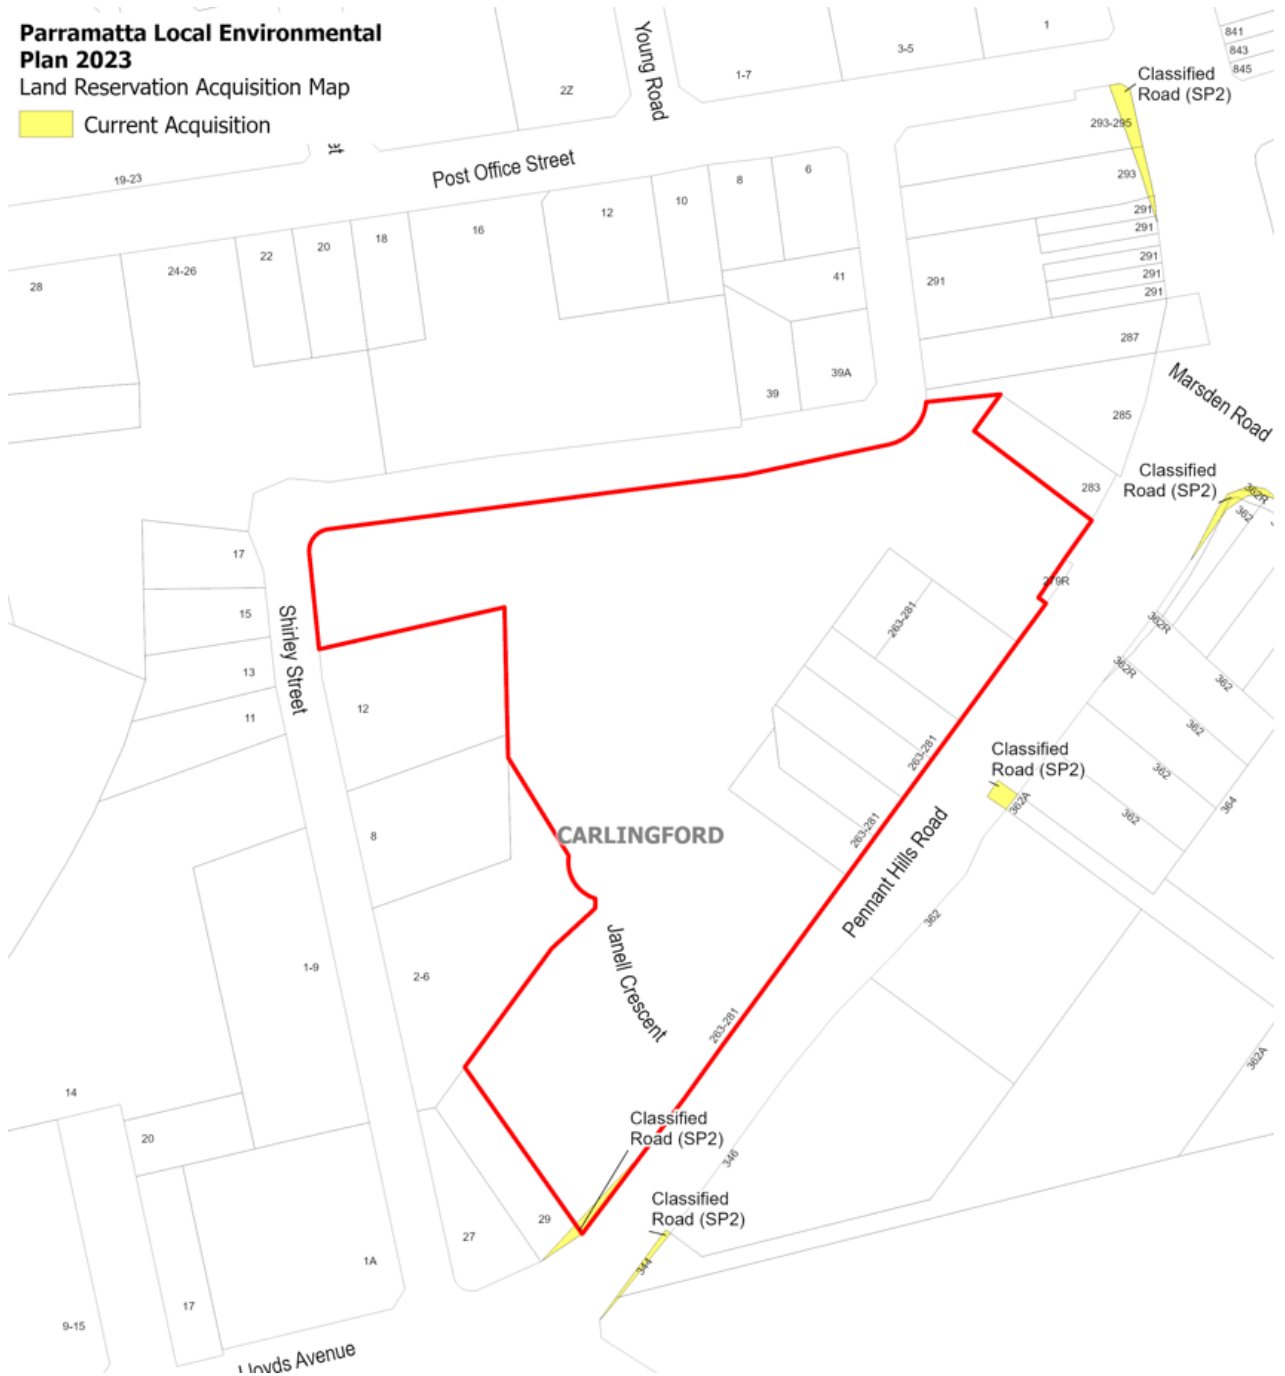 Parramatta Local Environmental
Plan 2023
Land Reservation Acquisition Map
Current Acquisition
Young Road
1
3-5
1-7
2Z
841
843
845
Classified
Road (SP2)
293-295
19-23
Post Office Street
293
12
10
8
6
291
291
291
291
291
28
24-26
22
20
18
16
41
291
287
39
39A
Marsden Road
285
283
Classified
Road (SP2)
362R
362
17
15
13
11
Shirley Street
12
279R
263-281
362R
362R
362
362
362
362
364
263-281
263-281
Classified
Road (SP2)
362A
8
CARLINGFORD
Pennant Hills Road
362
1-9
2-6
Janell Crescent
263-281
362A
14
20
Classified
Road (SP2)
346
Classified
Road (SP2)
29
27
344
1A
17
9-15
Lloyds Avenue